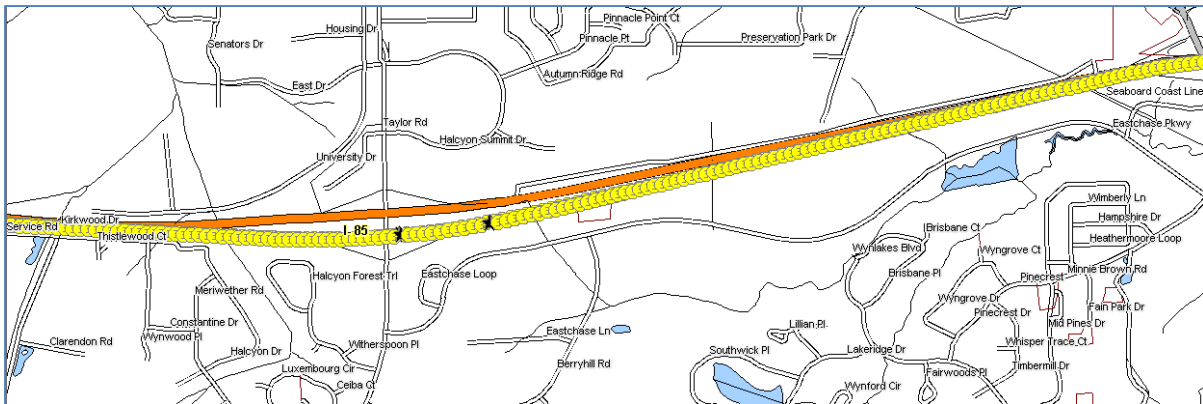 Pinnacle Point Ct
Housing Dr
Senators Dr
Pinnacle Pt
Preservation Park Dr
Autumn Ridge Rd
East Dr
Seaboard Coast Line
Taylor Rd
Eastchase Pkwy
Halcyon Summit Dr
University Dr
Wimberly Ln
Kirkwood Dr
Hampshire Dr
Service Rd
I-85
Brisbane Ct
Thistlewood Ct
Heathermoore Loop
Wynlakes Blvd
Wyngrove Ct
Halcyon Forest Trl
Eastchase Loop
Brisbane Pl
Minnie Brown Rd
Pinecrest
Meriwether Rd
Wyngrove Dr
Fain Park Dr
Pinecrest Dr
Constantine Dr
Lillian Pl
Mid Pines Dr
Wynwood Pl
Eastchase Ln
Clarendon Rd
Witherspoon Pl
Whisper Trace Ct
Halcyon Dr
Southwick Pl
Lakeridge Dr
Berryhill Rd
Timbermill Dr
Luxembourg Cir
Fairwoods Pl
Ceiba Ct
Wynford Cir